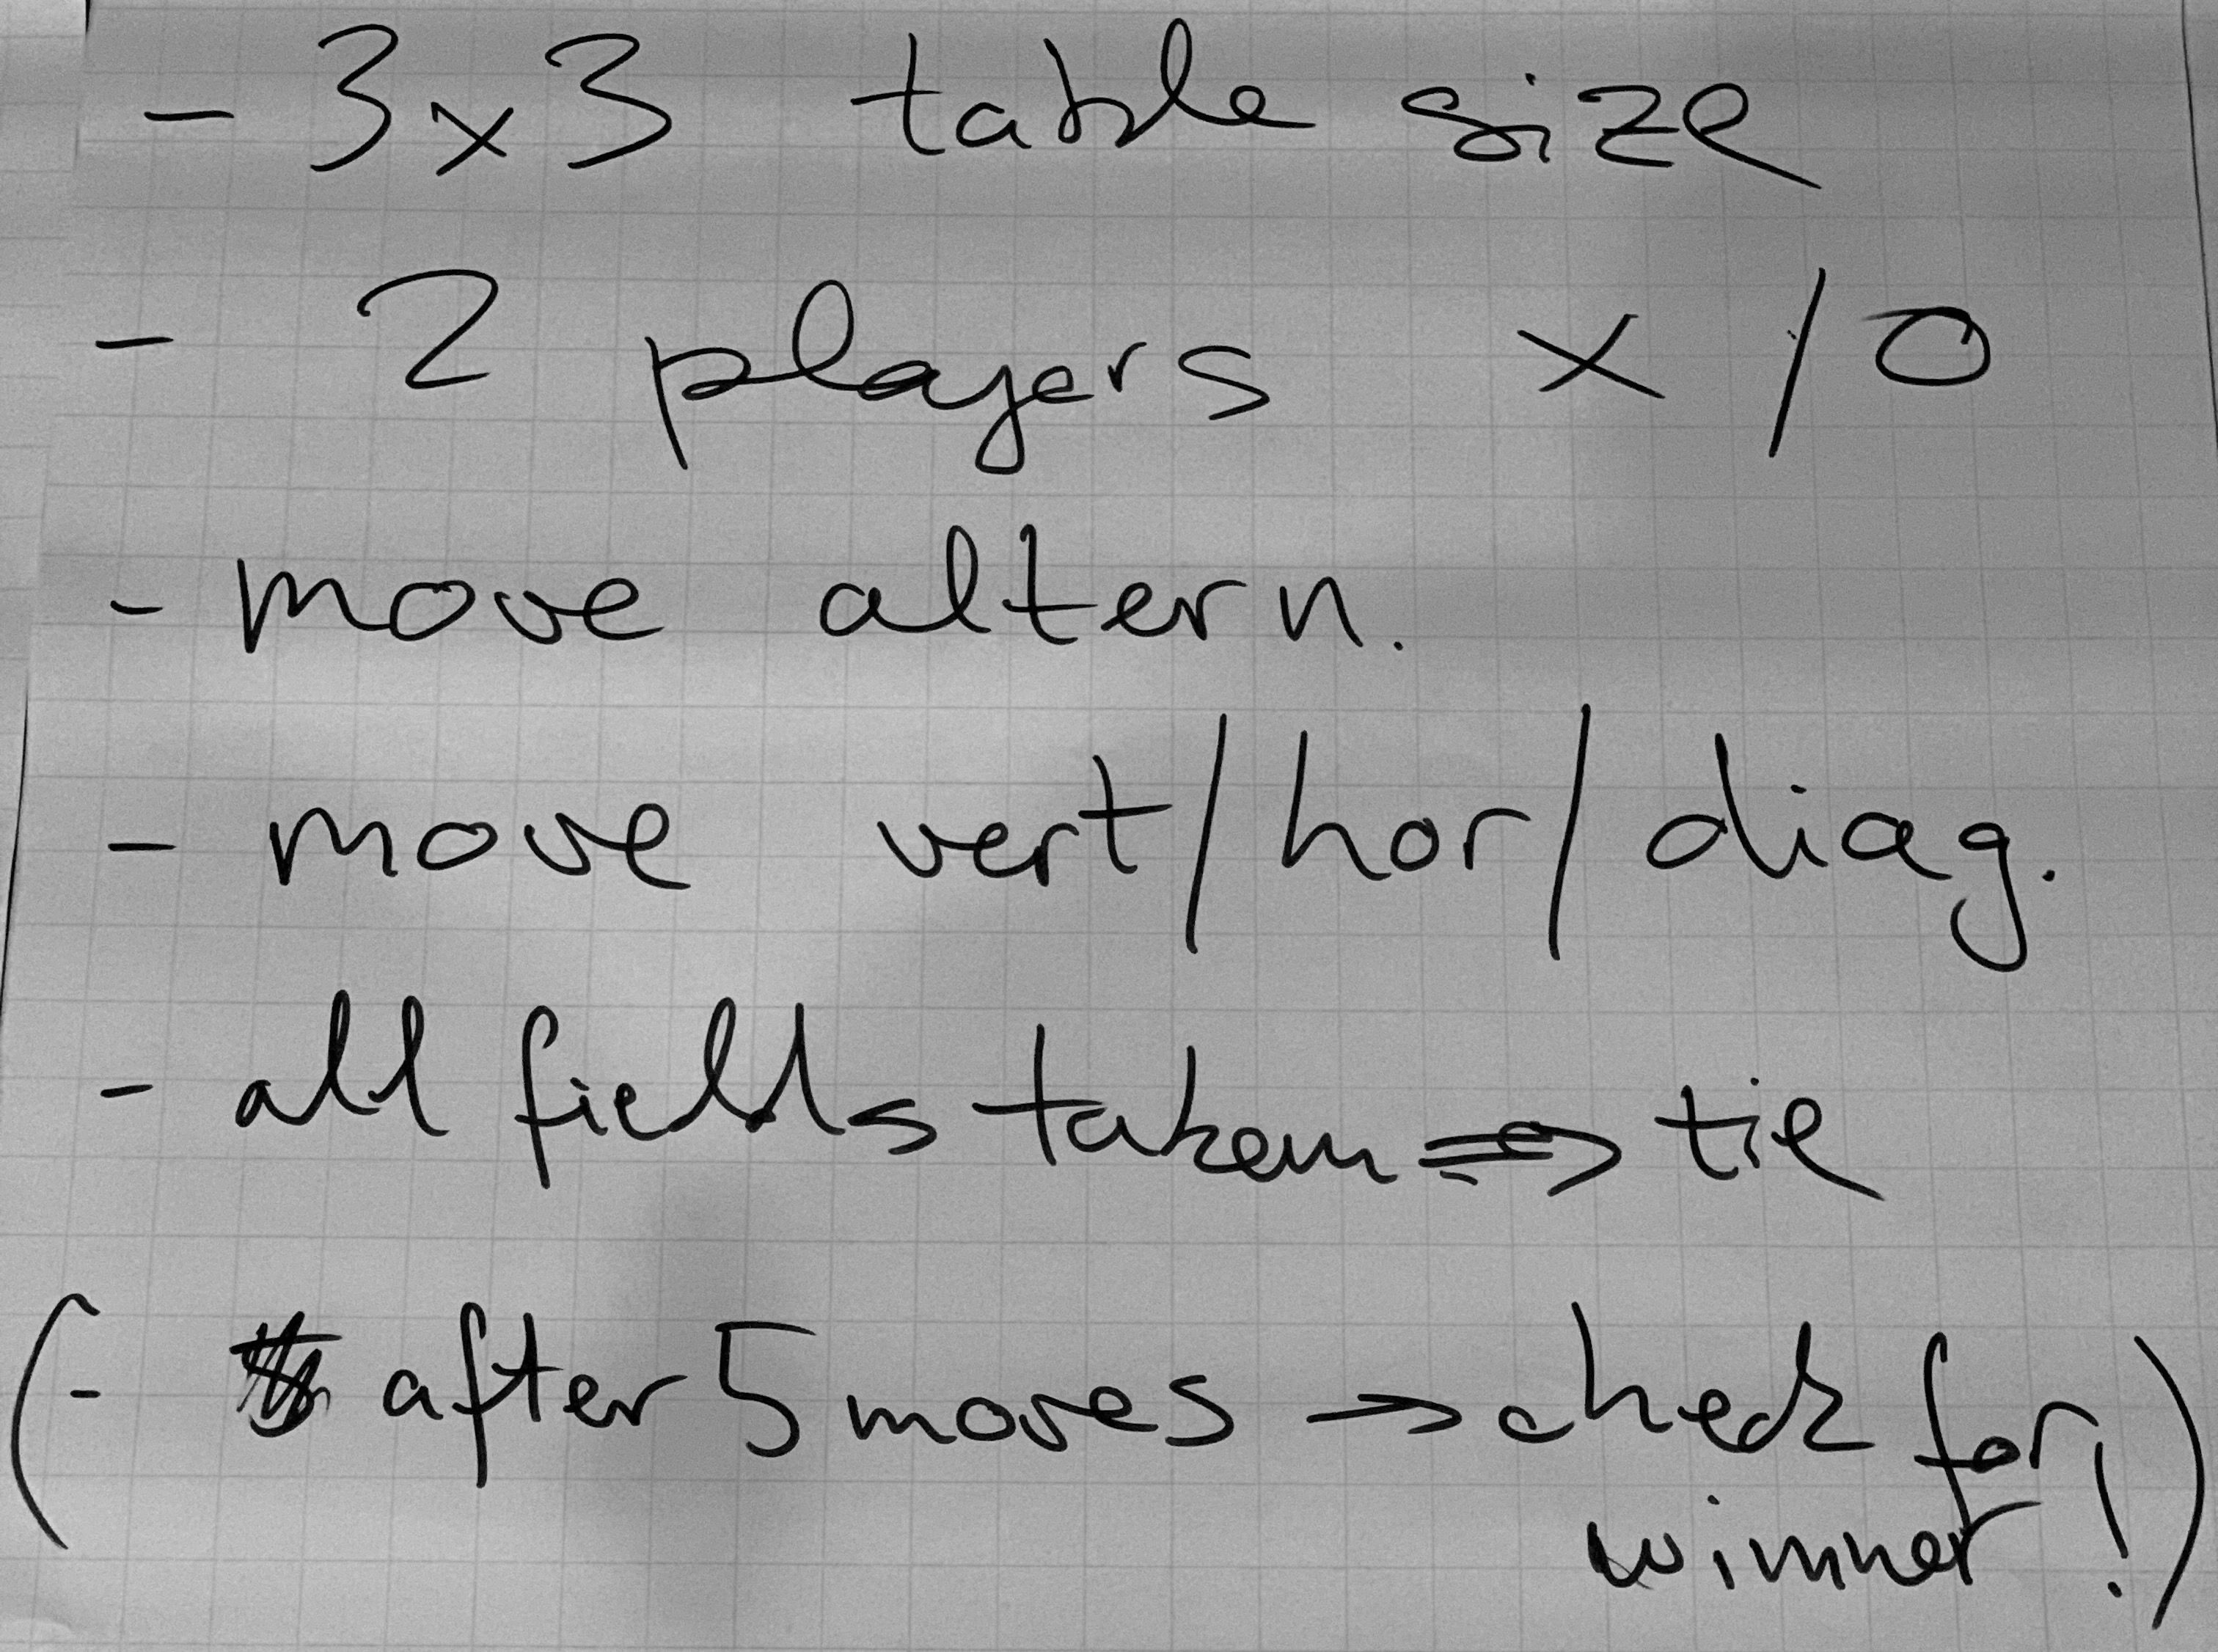 - 3x3 table size
- 2 players x/0
- move altern.
- move vert/hor/diag.
- all fields taken => tie
(- after 5 moves -> check for
winner!)